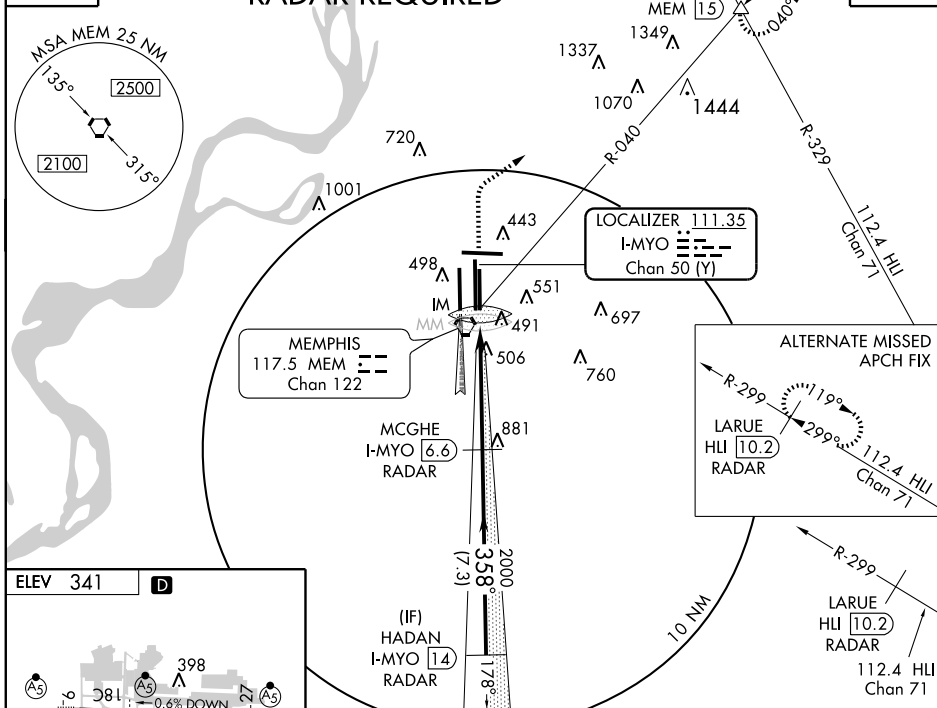 RADAR REQUIRED
MEM 15
040°
MSA MEM 25 NM
135°
2500
2100
315°
1337
1349
1070
1444
720
1001
R-040
R-329
112.4 HLI
Chan 71
443
LOCALIZER 111.35
I-MYO
Chan 50 (Y)
498
551
IM
MM
491
697
506
760
MEMPHIS
117.5 MEM
Chan 122
ALTERNATE MISSED
APCH FIX
R-299
119°
299°
LARUE
HLI 10.2
RADAR
112.4 HLI
Chan 71
MCGHE
I-MYO 6.6
RADAR
881
2000
358°
(7.3)
R-299
LARUE
HLI 10.2
RADAR
112.4 HLI
Chan 71
10 NM
(IF)
HADAN
I-MYO 14
RADAR
178°
ELEV 341 D
398
A5
A5
A5
9
18C
27
0.6% DOWN